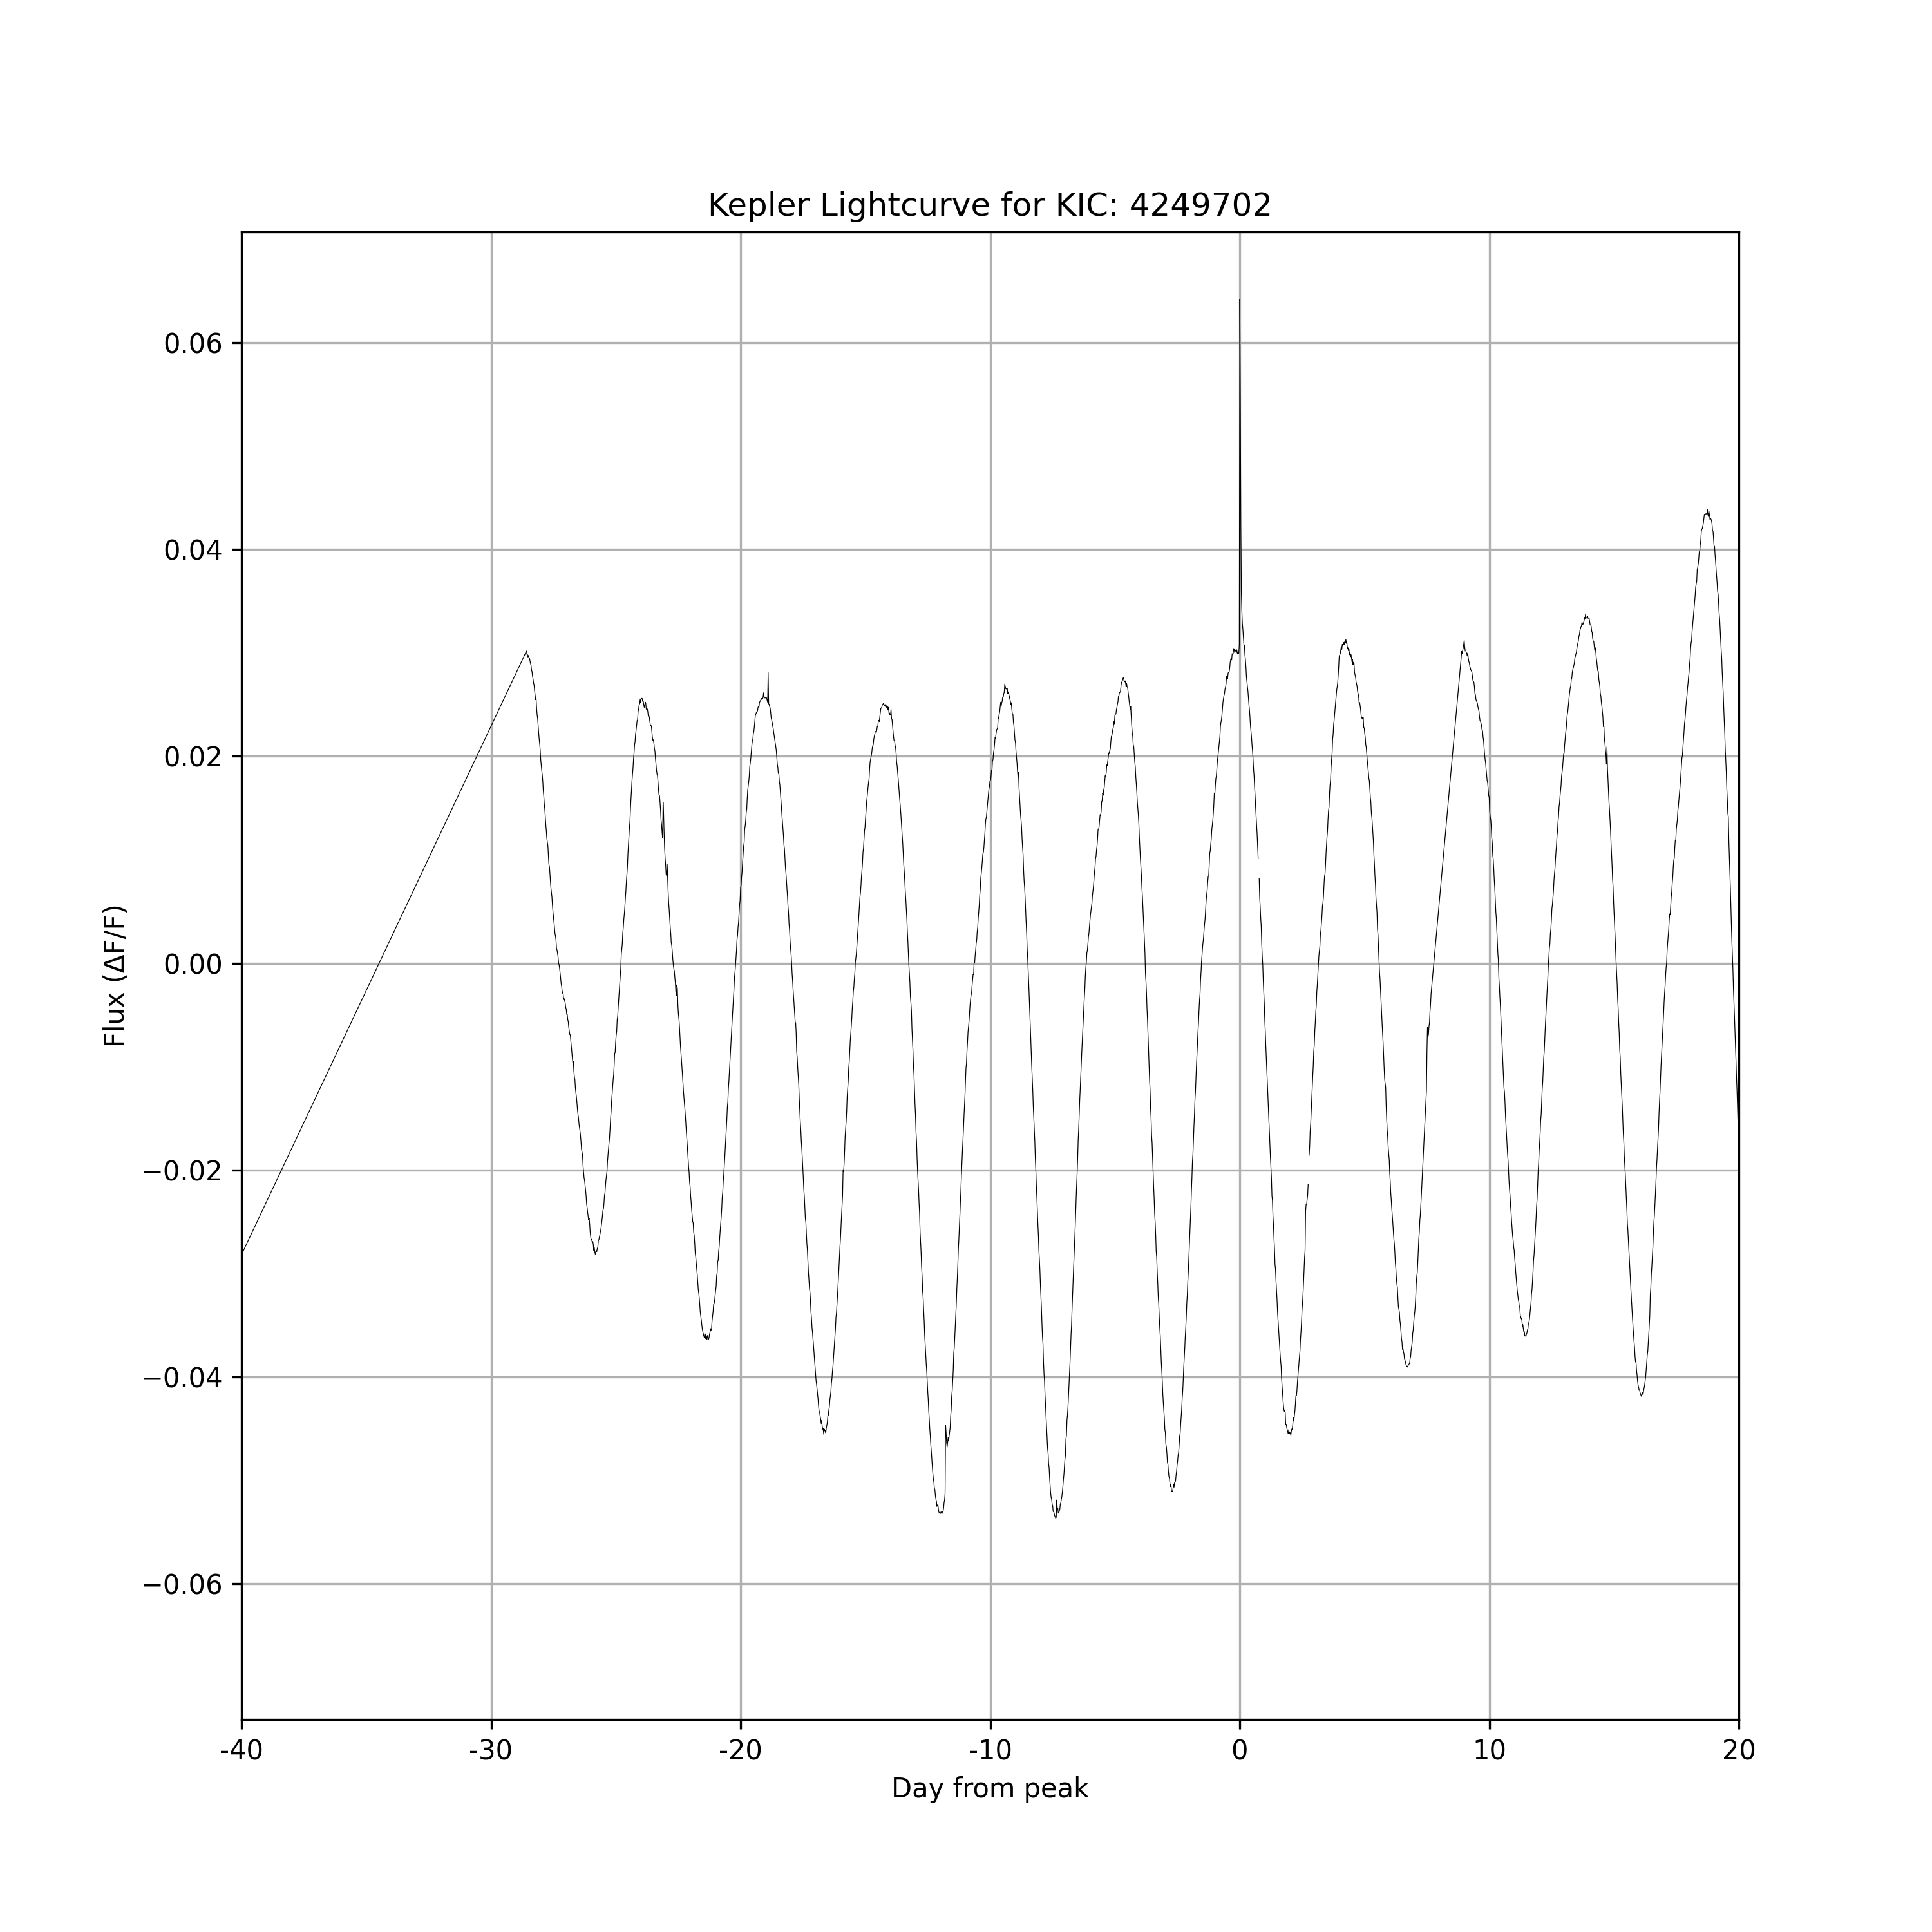 Kepler Lightcurve for KIC: 4249702
Flux (ΔF/F)
0.06
0.04
0.02
0.00
−0.02
−0.04
−0.06
-40 -30 -20 -10 0 10 20
Day from peak